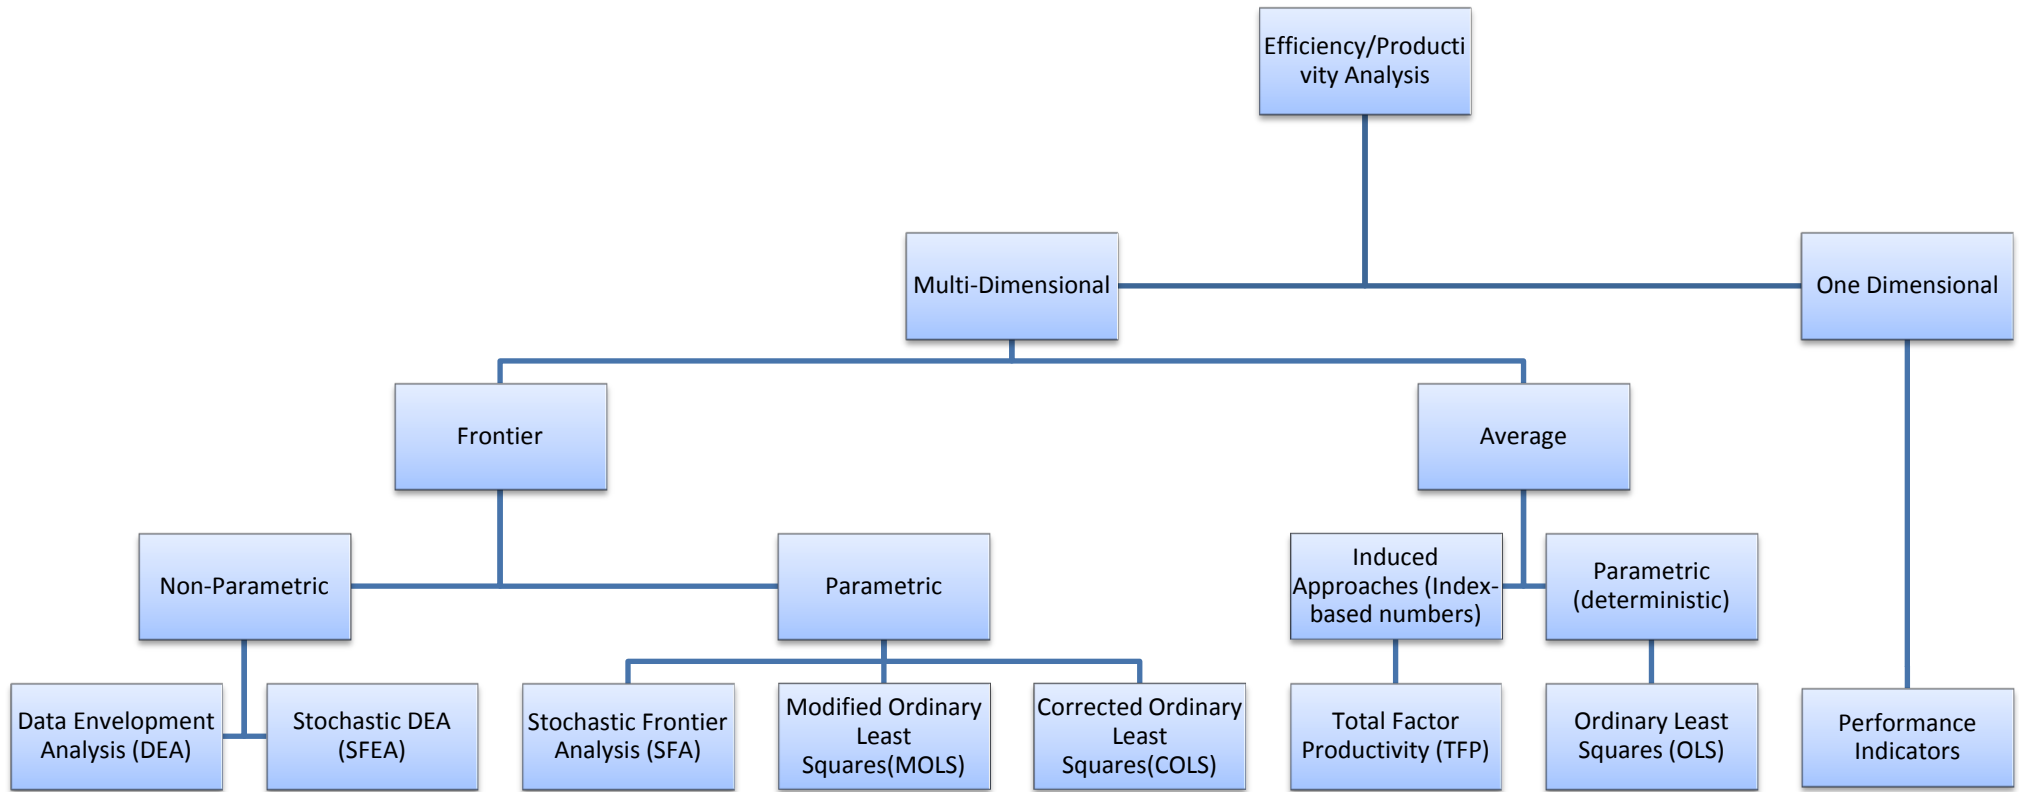 Efficiency/Producti
vity Analysis
Multi-Dimensional
One Dimensional
Frontier
Average
Non-Parametric
Parametric
Induced
Approaches (Index-
based numbers)
Parametric
(deterministic)
Data Envelopment
Analysis (DEA)
Stochastic DEA
(SFEA)
Stochastic Frontier
Analysis (SFA)
Modified Ordinary
Least
Squares(MOLS)
Corrected Ordinary
Least
Squares(COLS)
Total Factor
Productivity (TFP)
Ordinary Least
Squares (OLS)
Performance
Indicators